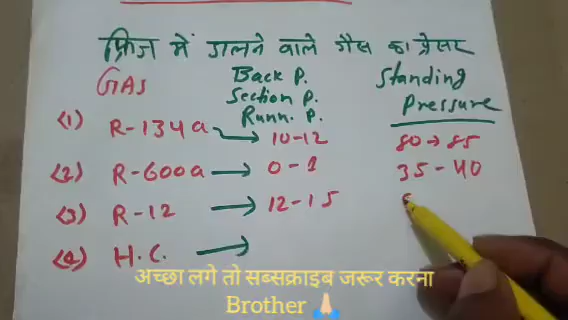 फ्रिज में डालने वाले गैस का प्रेसर
GAS Back P. Standing
Section P. Pressure
Runn. P.
(1) R-134a → 10-12 80 → 85
(2) R-600a → 0-1 35-40
(3) R-12 → 12-15
(4) H.C. →
अच्छा लगे तो सब्सक्राइब जरूर करना
Brother 🙏🏻